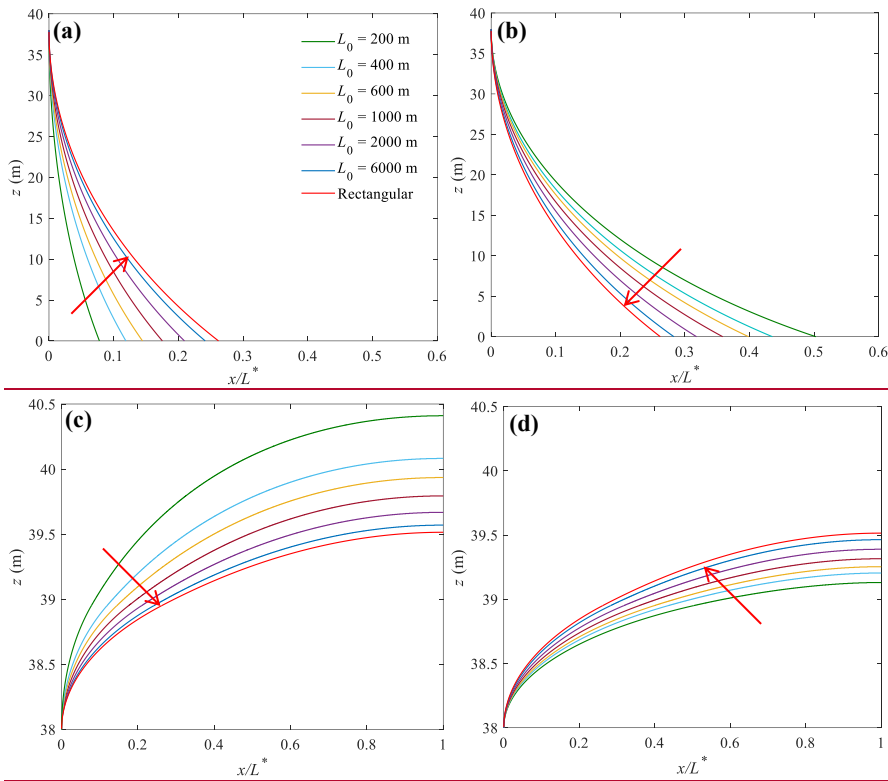 (a)
L0 = 200 m
L0 = 400 m
L0 = 600 m
L0 = 1000 m
L0 = 2000 m
L0 = 6000 m
Rectangular
40
35
30
25
20
15
10
5
0
z (m)
0 0.1 0.2 0.3 0.4 0.5 0.6
x/L*
(b)
40
35
30
25
20
15
10
5
0
z (m)
0 0.1 0.2 0.3 0.4 0.5 0.6
x/L*
(c)
40.5
40
39.5
39
38.5
38
z (m)
0 0.2 0.4 0.6 0.8 1
x/L*
(d)
40.5
40
39.5
39
38.5
38
z (m)
0 0.2 0.4 0.6 0.8 1
x/L*